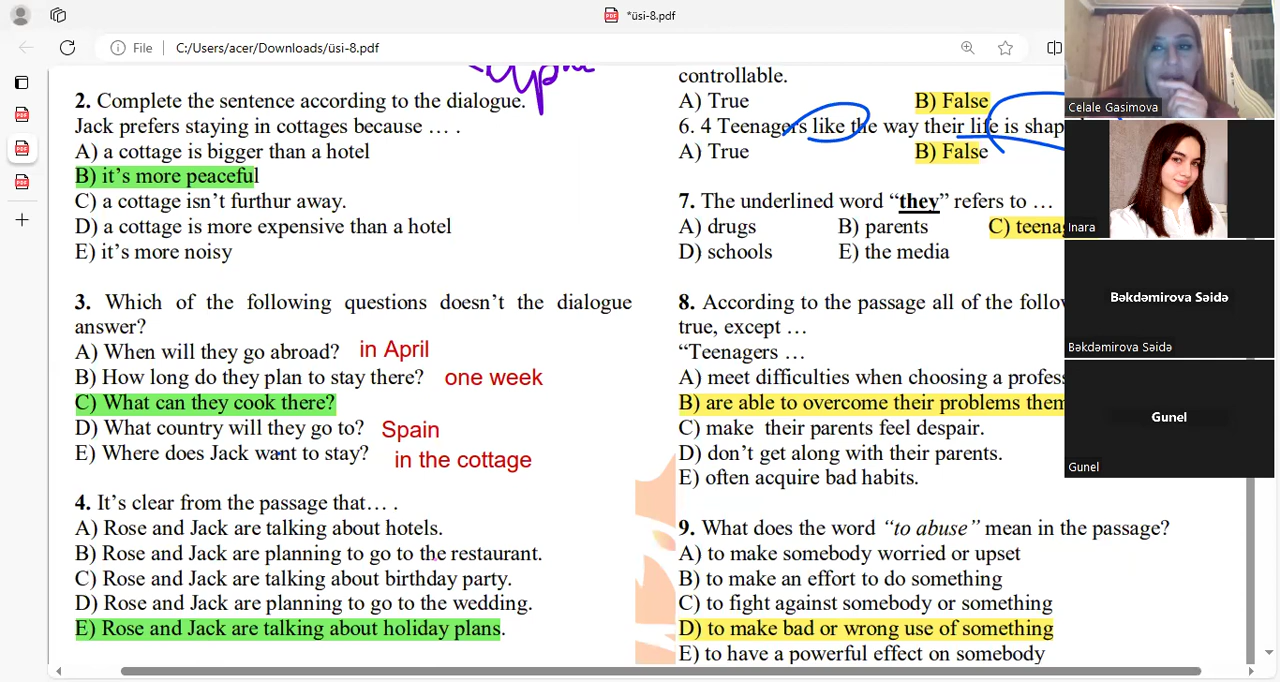 *üsi-8.pdf
File
C:/Users/acer/Downloads/üsi-8.pdf
2. Complete the sentence according to the dialogue.
Jack prefers staying in cottages because … .
A) a cottage is bigger than a hotel
B) it's more peaceful
C) a cottage isn't furthur away.
D) a cottage is more expensive than a hotel
E) it's more noisy
3. Which of the following questions doesn't the dialogue
answer?
A) When will they go abroad? in April
B) How long do they plan to stay there? one week
C) What can they cook there?
D) What country will they go to? Spain
E) Where does Jack want to stay? in the cottage
4. It's clear from the passage that… .
A) Rose and Jack are talking about hotels.
B) Rose and Jack are planning to go to the restaurant.
C) Rose and Jack are talking about birthday party.
D) Rose and Jack are planning to go to the wedding.
E) Rose and Jack are talking about holiday plans.
controllable.
A) True B) False
6. 4 Teenagers like the way their life is shap
A) True B) False
7. The underlined word "they" refers to …
A) drugs B) parents C) teenag
D) schools E) the media
8. According to the passage all of the follow
true, except …
"Teenagers …
A) meet difficulties when choosing a profess
B) are able to overcome their problems them
C) make their parents feel despair.
D) don't get along with their parents.
E) often acquire bad habits.
9. What does the word "to abuse" mean in the passage?
A) to make somebody worried or upset
B) to make an effort to do something
C) to fight against somebody or something
D) to make bad or wrong use of something
E) to have a powerful effect on somebody
Celale Gasimova
Inara
Bəkdəmirova Səidə
Bəkdəmirova Səidə
Gunel
Gunel